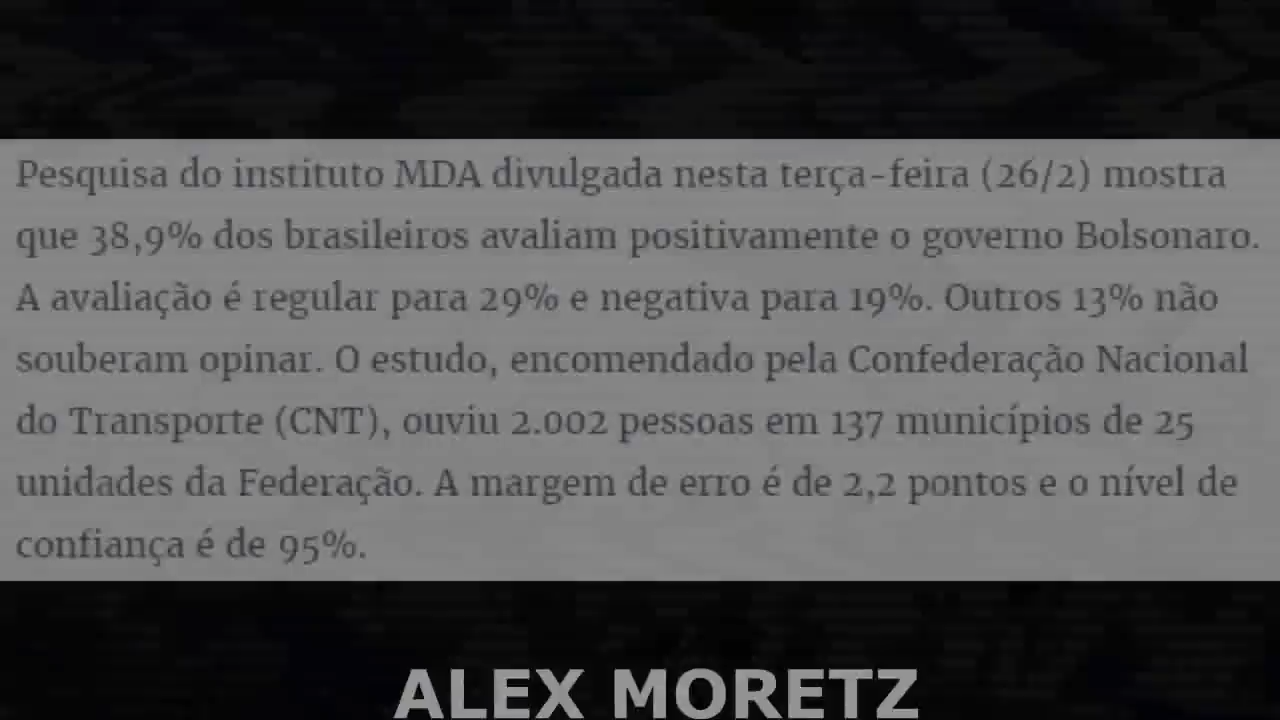 Pesquisa do instituto MDA divulgada nesta terça-feira (26/2) mostra
que 38,9% dos brasileiros avaliam positivamente o governo Bolsonaro.
A avaliação é regular para 29% e negativa para 19%. Outros 13% não
souberam opinar. O estudo, encomendado pela Confederação Nacional
do Transporte (CNT), ouviu 2.002 pessoas em 137 municípios de 25
unidades da Federação. A margem de erro é de 2,2 pontos e o nível de
confiança é de 95%.
ALEX MORETZ